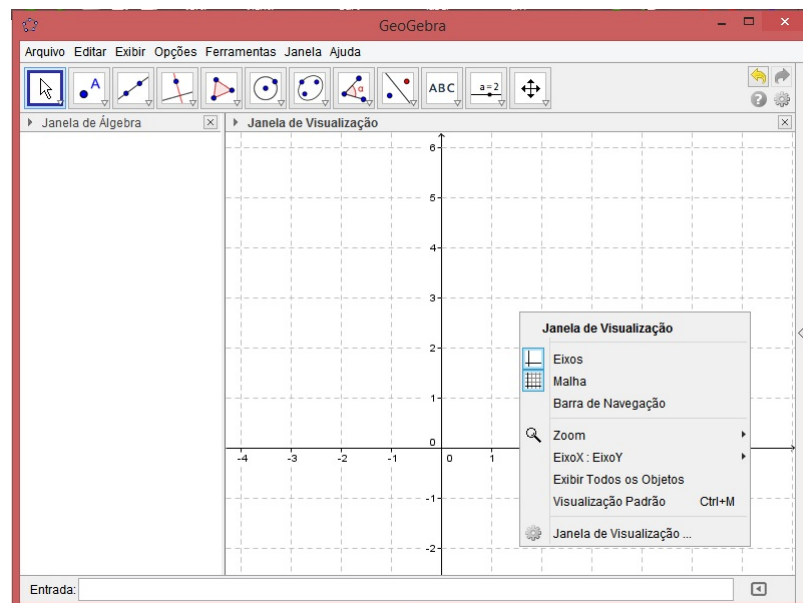 GeoGebra
Arquivo Editar Exibir Opções Ferramentas Janela Ajuda
A
α
ABC
a=2
Janela de Álgebra
Janela de Visualização
6
5
4
3
2
1
0
-4 -3 -2 -1 0 1
-1
-2
Janela de Visualização
Eixos
Malha
Barra de Navegação
Zoom
EixoX : EixoY
Exibir Todos os Objetos
Visualização Padrão Ctrl+M
Janela de Visualização ...
Entrada: